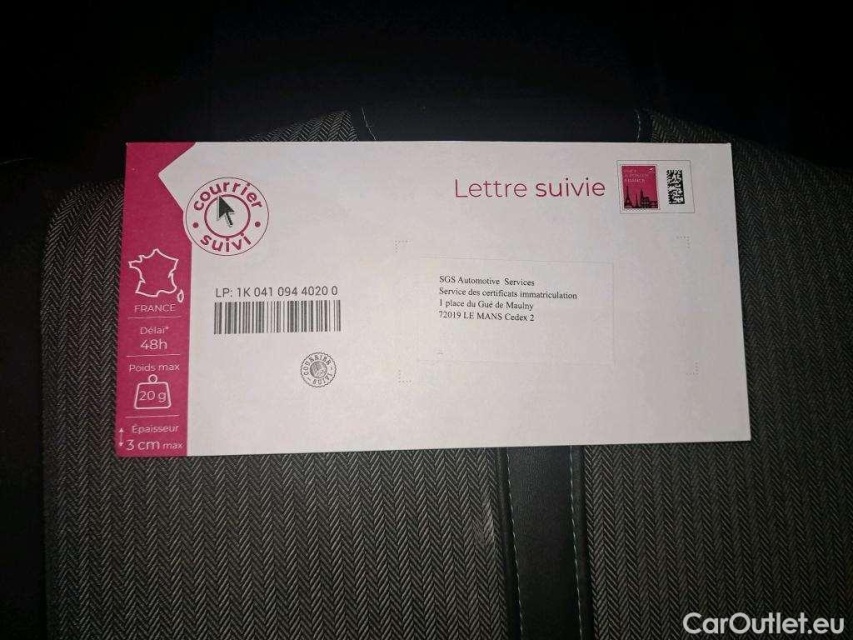 courrier
suivi
Lettre suivie
LP: 1K 041 094 4020 0
SGS Automotive Services
Service des certificats immatriculation
1 place du Gué de Maulny
72019 LE MANS Cedex 2
FRANCE
Délai*
48h
Poids max
20 g
Épaisseur
3 cm max
CarOutlet.eu